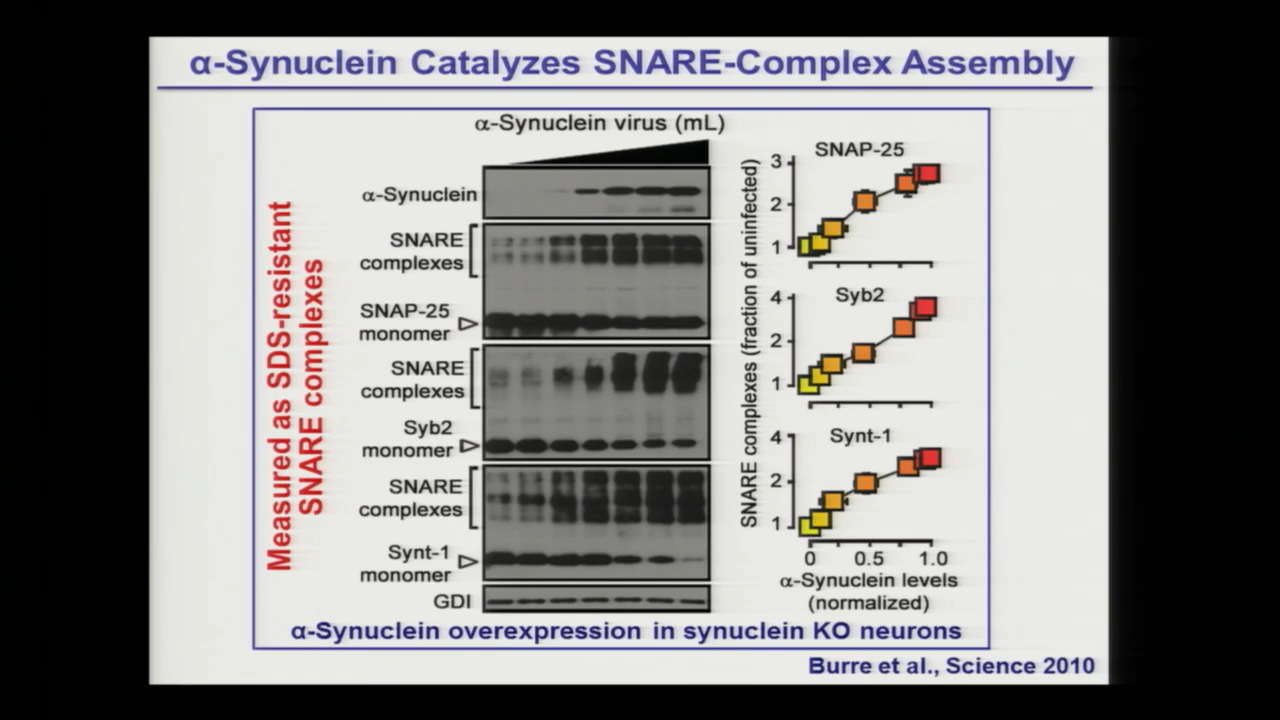 α-Synuclein Catalyzes SNARE-Complex Assembly
α-Synuclein virus (mL)
Measured as SDS-resistant
SNARE complexes
α-Synuclein
SNARE
complexes
SNAP-25
monomer
SNARE
complexes
Syb2
monomer
SNARE
complexes
Synt-1
monomer
GDI
SNARE complexes (fraction of uninfected)
SNAP-25
3
2
1
Syb2
4
2
1
Synt-1
4
2
1
0 0.5 1.0
α-Synuclein levels
(normalized)
α-Synuclein overexpression in synuclein KO neurons
Burre et al., Science 2010